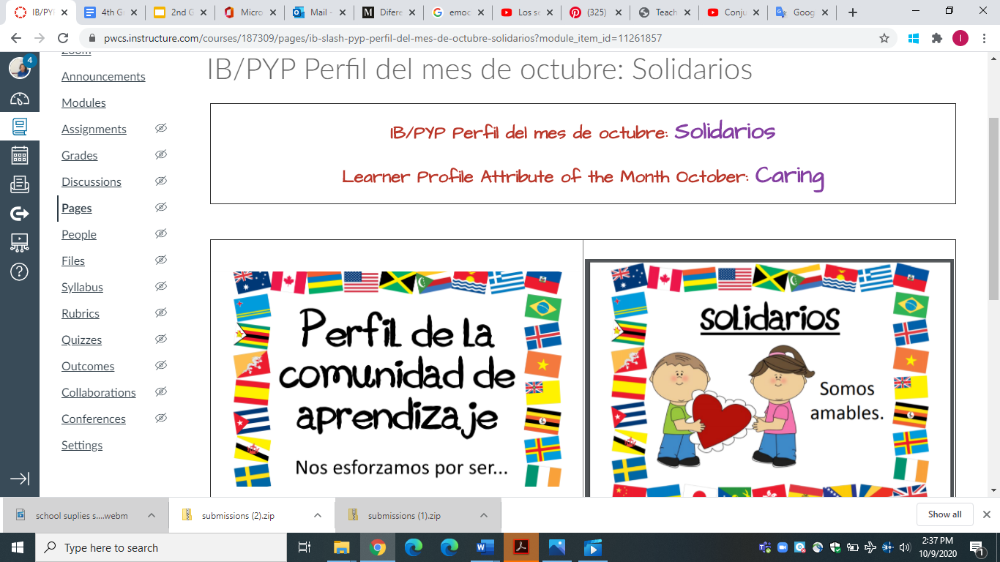 IB/PYP
4th G
2nd G
Micro
Mail -
Difere
emoc
Los se
(325)
Teach
Conju
Goog
pwcs.instructure.com/courses/187309/pages/ib-slash-pyp-perfil-del-mes-de-octubre-solidarios?module_item_id=11261857
I
4
Zoom
Announcements
Modules
Assignments
Grades
Discussions
Pages
People
Files
Syllabus
Rubrics
Quizzes
Outcomes
Collaborations
Conferences
Settings
IB/PYP Perfil del mes de octubre: Solidarios
IB/PYP Perfil del mes de octubre: Solidarios
Learner Profile Attribute of the Month October: Caring
Perfil de la
comunidad de
aprendizaje
Nos esforzamos por ser...
solidarios
Somos
amables.
school suplies s....webm
submissions (2).zip
submissions (1).zip
Show all
Type here to search
2:37 PM
10/9/2020
1